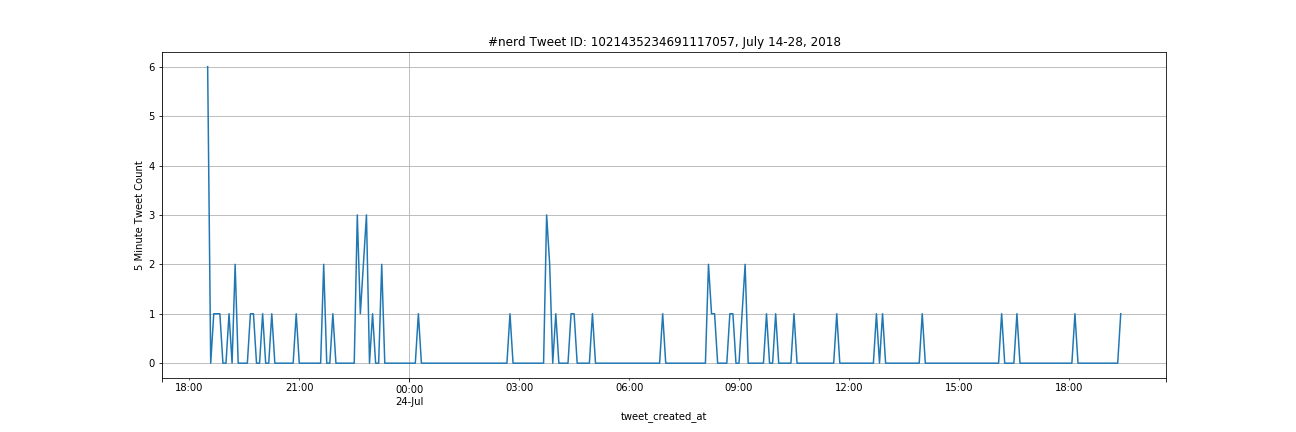 #nerd Tweet ID: 1021435234691117057, July 14-28, 2018
6
5
4
3
2
1
0
5 Minute Tweet Count
18:00 21:00 00:00 03:00 06:00 09:00 12:00 15:00 18:00
24-Jul
tweet_created_at